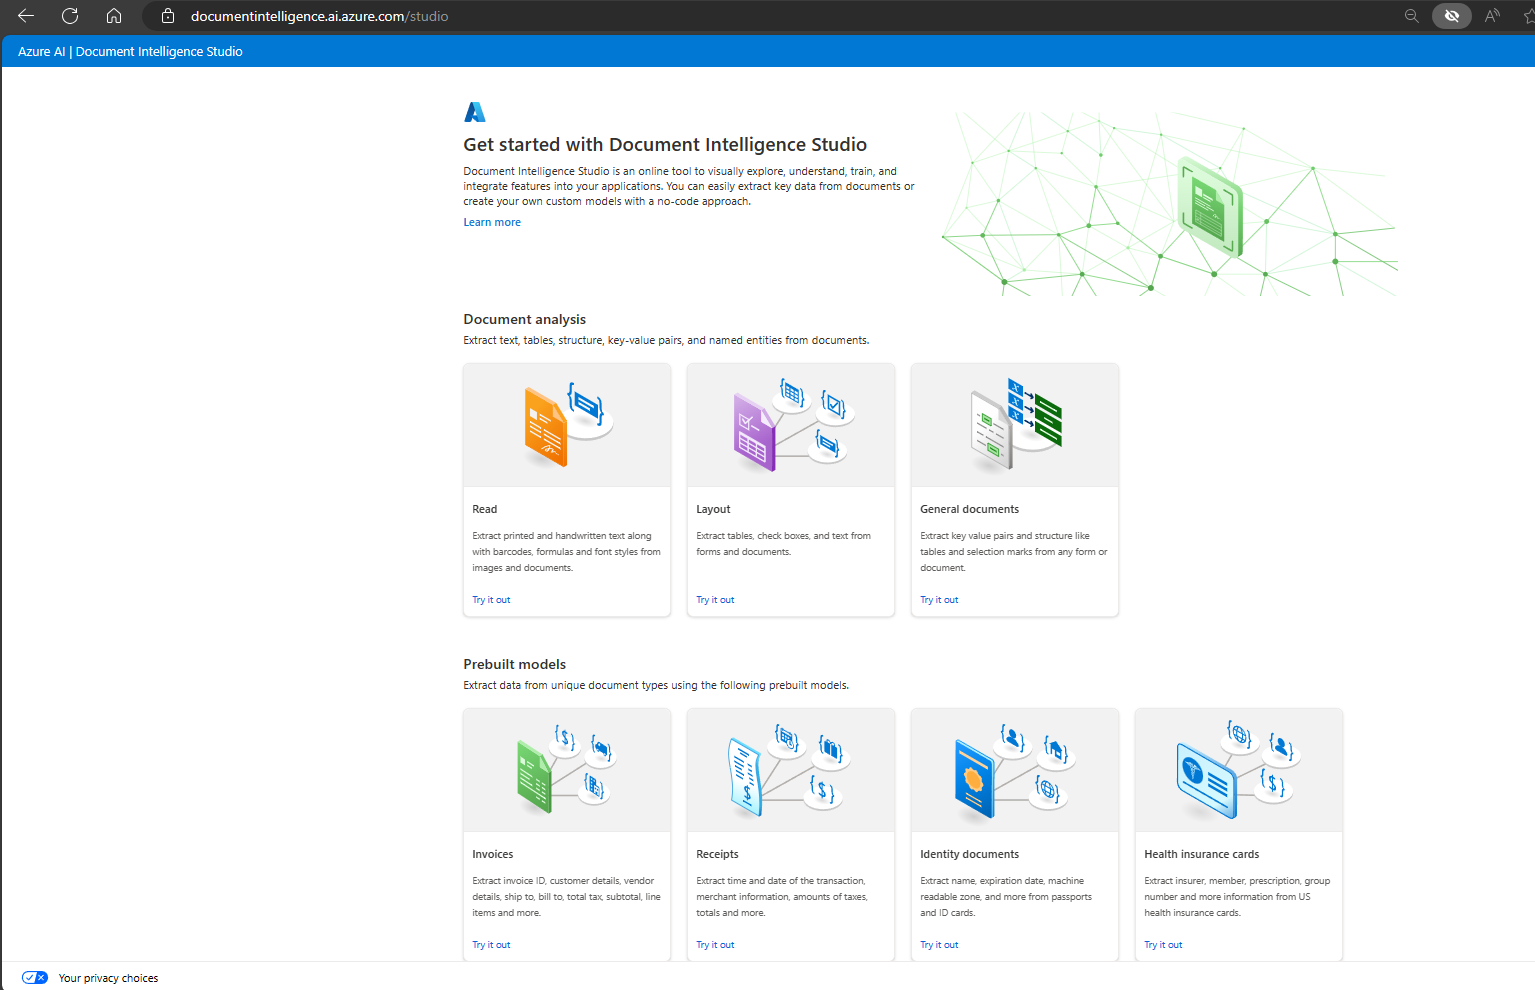 documentintelligence.ai.azure.com/studio
Azure AI | Document Intelligence Studio
Get started with Document Intelligence Studio
Document Intelligence Studio is an online tool to visually explore, understand, train, and
integrate features into your applications. You can easily extract key data from documents or
create your own custom models with a no-code approach.
Learn more
Document analysis
Extract text, tables, structure, key-value pairs, and named entities from documents.
Read
Extract printed and handwritten text along
with barcodes, formulas and font styles from
images and documents.
Try it out
Layout
Extract tables, check boxes, and text from
forms and documents.
Try it out
General documents
Extract key value pairs and structure like
tables and selection marks from any form or
document.
Try it out
Prebuilt models
Extract data from unique document types using the following prebuilt models.
Invoices
Extract invoice ID, customer details, vendor
details, ship to, bill to, total tax, subtotal, line
items and more.
Try it out
Receipts
Extract time and date of the transaction,
merchant information, amounts of taxes,
totals and more.
Try it out
Identity documents
Extract name, expiration date, machine
readable zone, and more from passports
and ID cards.
Try it out
Health insurance cards
Extract insurer, member, prescription, group
number and more information from US
health insurance cards.
Try it out
Your privacy choices